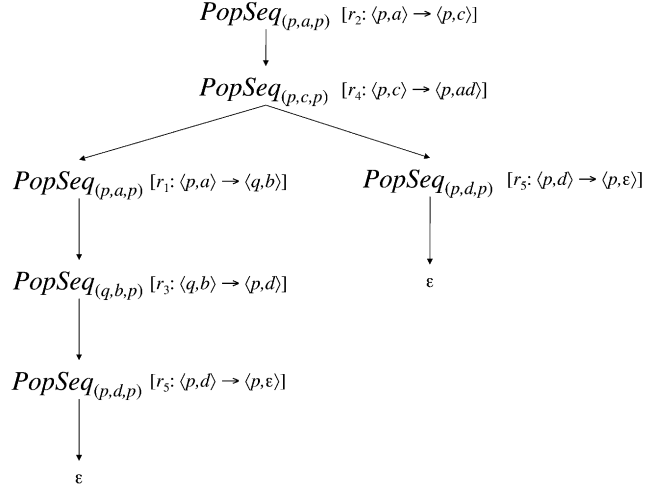 PopSeq(p,a,p) [r2: ⟨p,a⟩ → ⟨p,c⟩]
PopSeq(p,c,p) [r4: ⟨p,c⟩ → ⟨p,ad⟩]
PopSeq(p,a,p) [r1: ⟨p,a⟩ → ⟨q,b⟩]
PopSeq(p,d,p) [r5: ⟨p,d⟩ → ⟨p,ε⟩]
PopSeq(q,b,p) [r3: ⟨q,b⟩ → ⟨p,d⟩]
ε
PopSeq(p,d,p) [r5: ⟨p,d⟩ → ⟨p,ε⟩]
ε